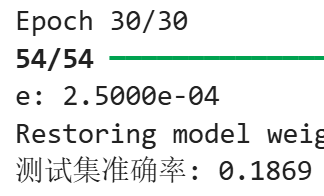 Epoch 30/30
54/54
e: 2.5000e-04
Restoring model weig
测试集准确率: 0.1869